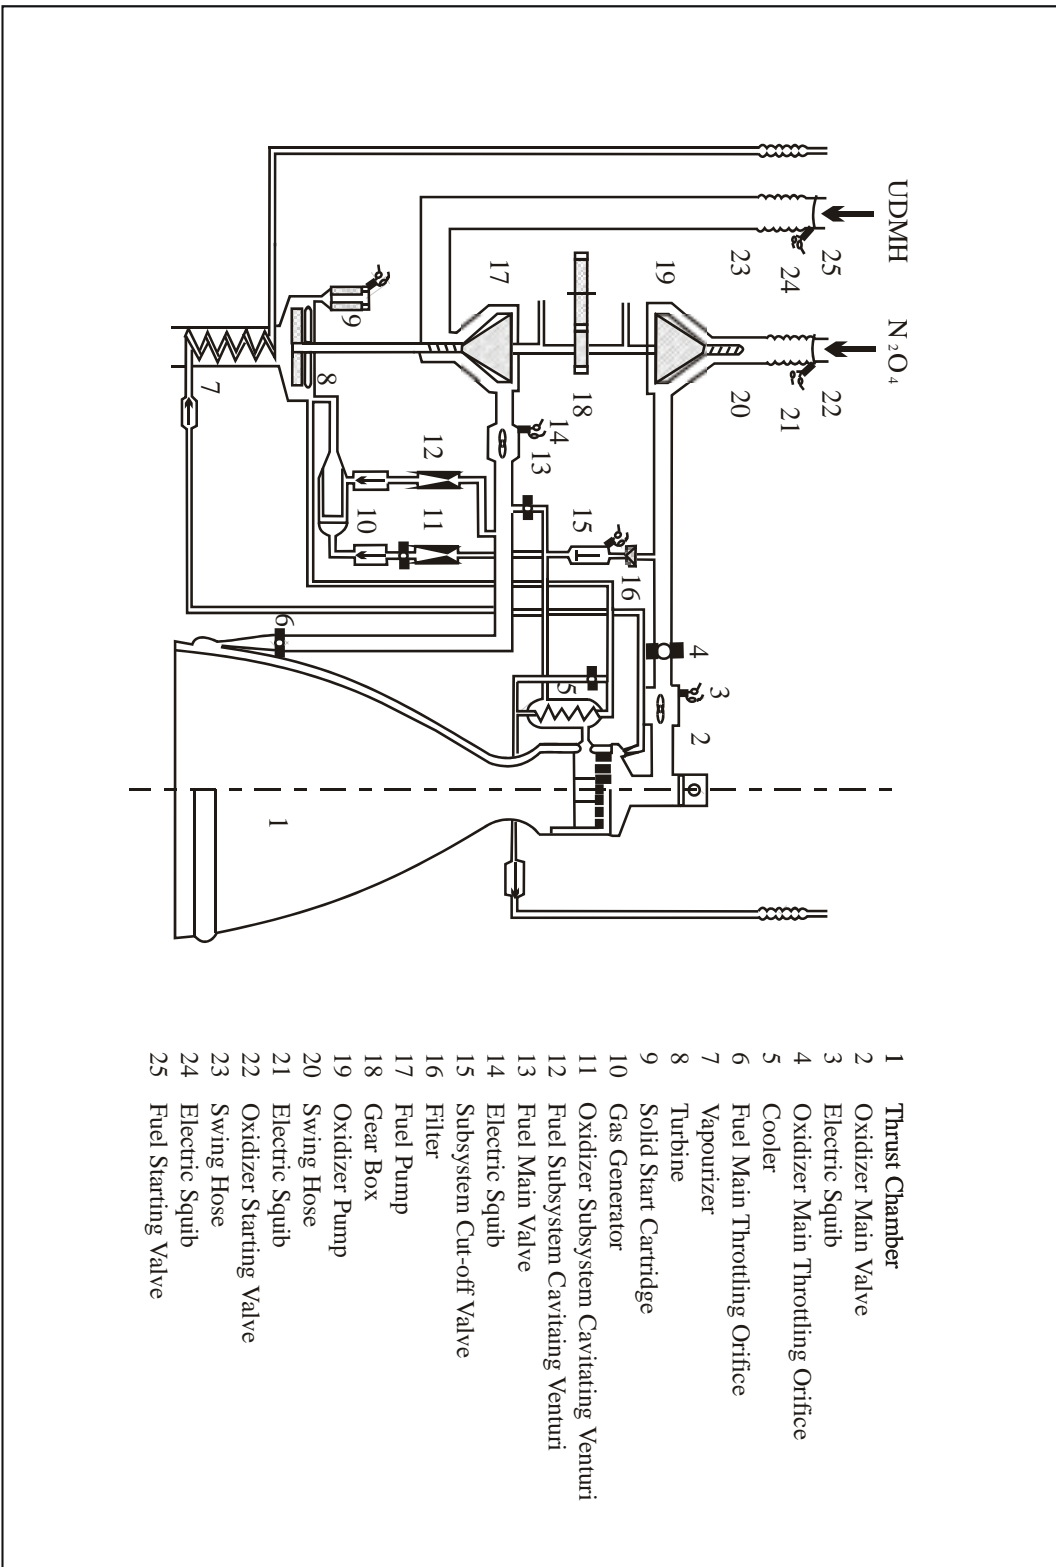 UDMH
N₂O₄
25
24
23
22
21
20
19
18
17
16
15
14
13
12
11
10
9
8
7
6
5
4
3
2
1
1 Thrust Chamber
2 Oxidizer Main Valve
3 Electric Squib
4 Oxidizer Main Throttling Orifice
5 Cooler
6 Fuel Main Throttling Orifice
7 Vapourizer
8 Turbine
9 Solid Start Cartridge
10 Gas Generator
11 Oxidizer Subsystem Cavitating Venturi
12 Fuel Subsystem Cavitaing Venturi
13 Fuel Main Valve
14 Electric Squib
15 Subsystem Cut-off Valve
16 Filter
17 Fuel Pump
18 Gear Box
19 Oxidizer Pump
20 Swing Hose
21 Electric Squib
22 Oxidizer Starting Valve
23 Swing Hose
24 Electric Squib
25 Fuel Starting Valve